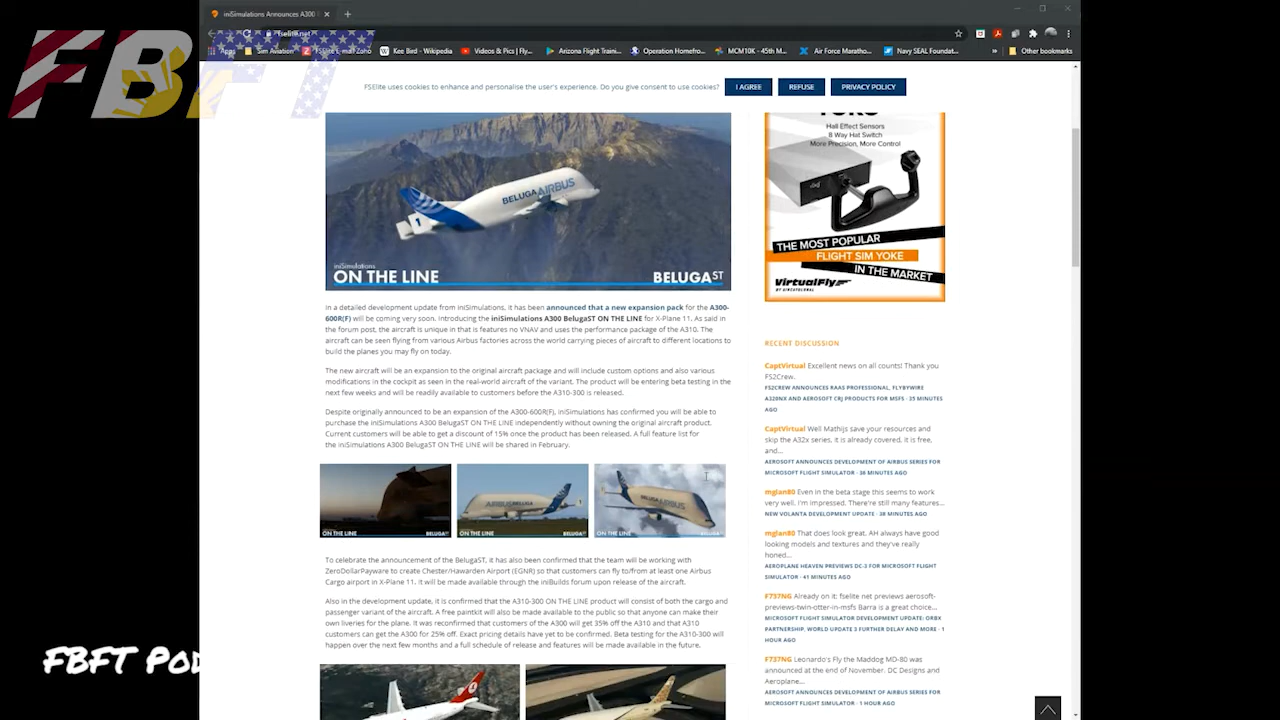 iniSimulations Announces A300 B
fselite.net
Apps
Sim Aviation
FSElite, E-mail Zoho
Kee Bird - Wikipedia
Videos & Pics | Fly...
Arizona Flight Traini...
Operation Homefro...
MCM10K - 45th M...
Air Force Maratho...
Navy SEAL Foundat...
Other bookmarks
FBFT
FSElite uses cookies to enhance and personalise the user's experience. Do you give consent to use cookies?
I AGREE
REFUSE
PRIVACY POLICY
BELUGA AIRBUS
1
iniSimulations
ON THE LINE
BELUGAST
In a detailed development update from iniSimulations, it has been announced that a new expansion pack for the A300-
600R(F) will be coming very soon. Introducing the iniSimulations A300 BelugaST ON THE LINE for X-Plane 11. As said in
the forum post, the aircraft is unique in that is features no VNAV and uses the performance package of the A310. The
aircraft can be seen flying from various Airbus factories across the world carrying pieces of aircraft to different locations to
build the planes you may fly on today.
The new aircraft will be an expansion to the original aircraft package and will include custom options and also various
modifications in the cockpit as seen in the real-world aircraft of the variant. The product will be entering beta testing in the
next few weeks and will be readily available to customers before the A310-300 is released.
Despite originally announced to be an expansion of the A300-600R(F), iniSimulations has confirmed you will be able to
purchase the iniSimulations A300 BelugaST ON THE LINE independently without owning the original aircraft product.
Current customers will be able to get a discount of 15% once the product has been released. A full feature list for
the iniSimulations A300 BelugaST ON THE LINE will be shared in February.
ON THE LINE
BELUGAST
ON THE LINE
BELUGAST
ON THE LINE
BELUGAST
To celebrate the announcement of the BelugaST, it has also been confirmed that the team will be working with
ZeroDollarPayware to create Chester/Hawarden Airport (EGNR) so that customers can fly to/from at least one Airbus
Cargo airport in X-Plane 11. It will be made available through the iniBuilds forum upon release of the aircraft.
Also in the development update, it is confirmed that the A310-300 ON THE LINE product will consist of both the cargo and
passenger variant of the aircraft. A free paintkit will also be made available to the public so that anyone can make their
own liveries for the plane. It was reconfirmed that customers of the A300 will get 35% off the A310 and that A310
customers can get the A300 for 25% off. Exact pricing details have yet to be confirmed. Beta testing for the A310-300 will
happen over the next few months and a full schedule of release and features will be made available in the future.
Hall Effect Sensors
8 Way Hat Switch
More Precision, More Control
THE MOST POPULAR
FLIGHT SIM YOKE
IN THE MARKET
VirtualFly
RECENT DISCUSSION
CaptVirtual Excellent news on all counts! Thank you
FS2Crew.
FS2CREW ANNOUNCES RAAS PROFESSIONAL, FLYBYWIRE
A320NX AND AEROSOFT CRJ PRODUCTS FOR MSFS · 35 MINUTES
AGO
CaptVirtual Well Mathijs save your resources and
skip the A32x series, it is already covered, it is free,
and...
AEROSOFT ANNOUNCES DEVELOPMENT OF AIRBUS SERIES FOR
MICROSOFT FLIGHT SIMULATOR · 36 MINUTES AGO
mglan80 Even in the beta stage this seems to work
very well, I'm impressed. There're still many features...
NEW VOLANTA DEVELOPMENT UPDATE · 38 MINUTES AGO
mglan80 That does look great. AH always have good
looking models and textures and they've really
honed...
AEROPLANE HEAVEN PREVIEWS DC-3 FOR MICROSOFT FLIGHT
SIMULATOR · 41 MINUTES AGO
F737NG Already on it: fselite net previews aerosoft-
previews-twin-otter-in-msfs Barra is a great choice...
MICROSOFT FLIGHT SIMULATOR DEVELOPMENT UPDATE: ORBX
PARTNERSHIP, WORLD UPDATE 3 FURTHER DELAY AND MORE · 1
HOUR AGO
F737NG Leonardo's Fly the Maddog MD-80 was
announced at the end of November. DC Designs and
Aeroplane...
AEROSOFT ANNOUNCES DEVELOPMENT OF AIRBUS SERIES FOR
MICROSOFT FLIGHT SIMULATOR · 1 HOUR AGO
FBFT Pod